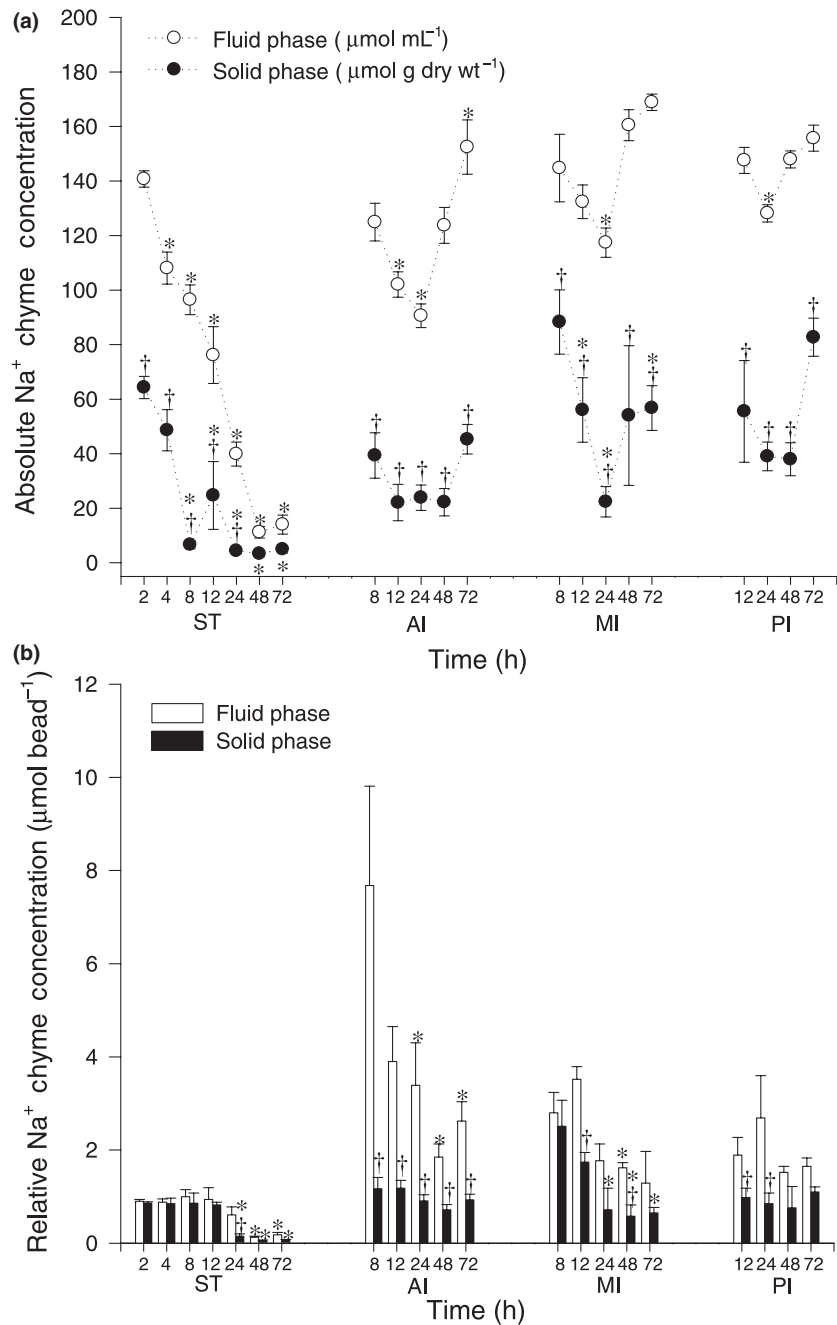 (a)
200
180
160
140
120
100
80
60
40
20
0
Absolute Na⁺ chyme concentration
Fluid phase ( μmol mL⁻¹)
Solid phase ( μmol g dry wt⁻¹)
2 4 8 12 24 48 72 8 12 24 48 72 8 12 24 48 72 12 24 48 72
ST AI MI PI
Time (h)
(b)
12
10
8
6
4
2
0
Relative Na⁺ chyme concentration (μmol bead⁻¹)
Fluid phase
Solid phase
2 4 8 12 24 48 72 8 12 24 48 72 8 12 24 48 72 12 24 48 72
ST AI MI PI
Time (h)